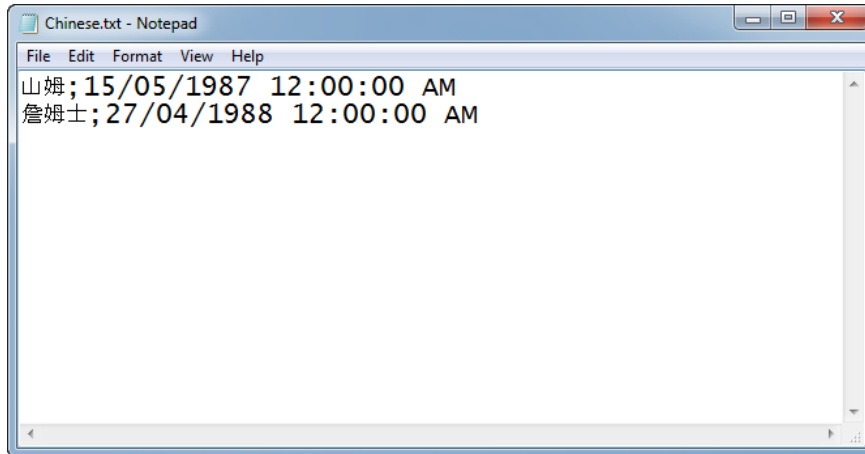 Chinese.txt - Notepad
File Edit Format View Help
山姆;15/05/1987 12:00:00 AM
詹姆士;27/04/1988 12:00:00 AM